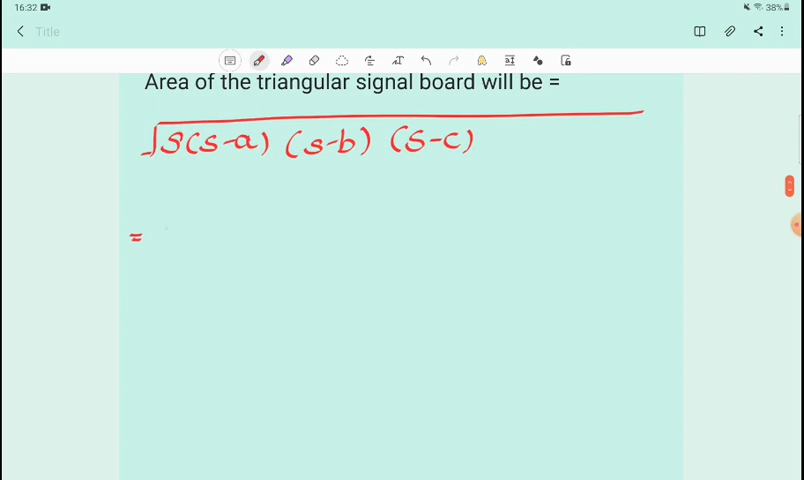 16:32 38%
Title
Area of the triangular signal board will be =
√S(s-a) (s-b) (s-c)
=